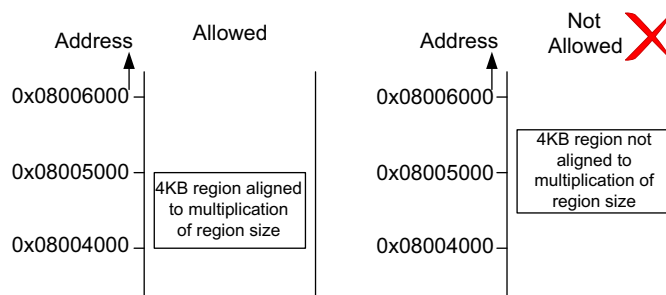 Address
Allowed
0x08006000
0x08005000
0x08004000
4KB region aligned
to multiplication
of region size
Address
Not
Allowed
0x08006000
0x08005000
0x08004000
4KB region not
aligned to
multiplication of
region size